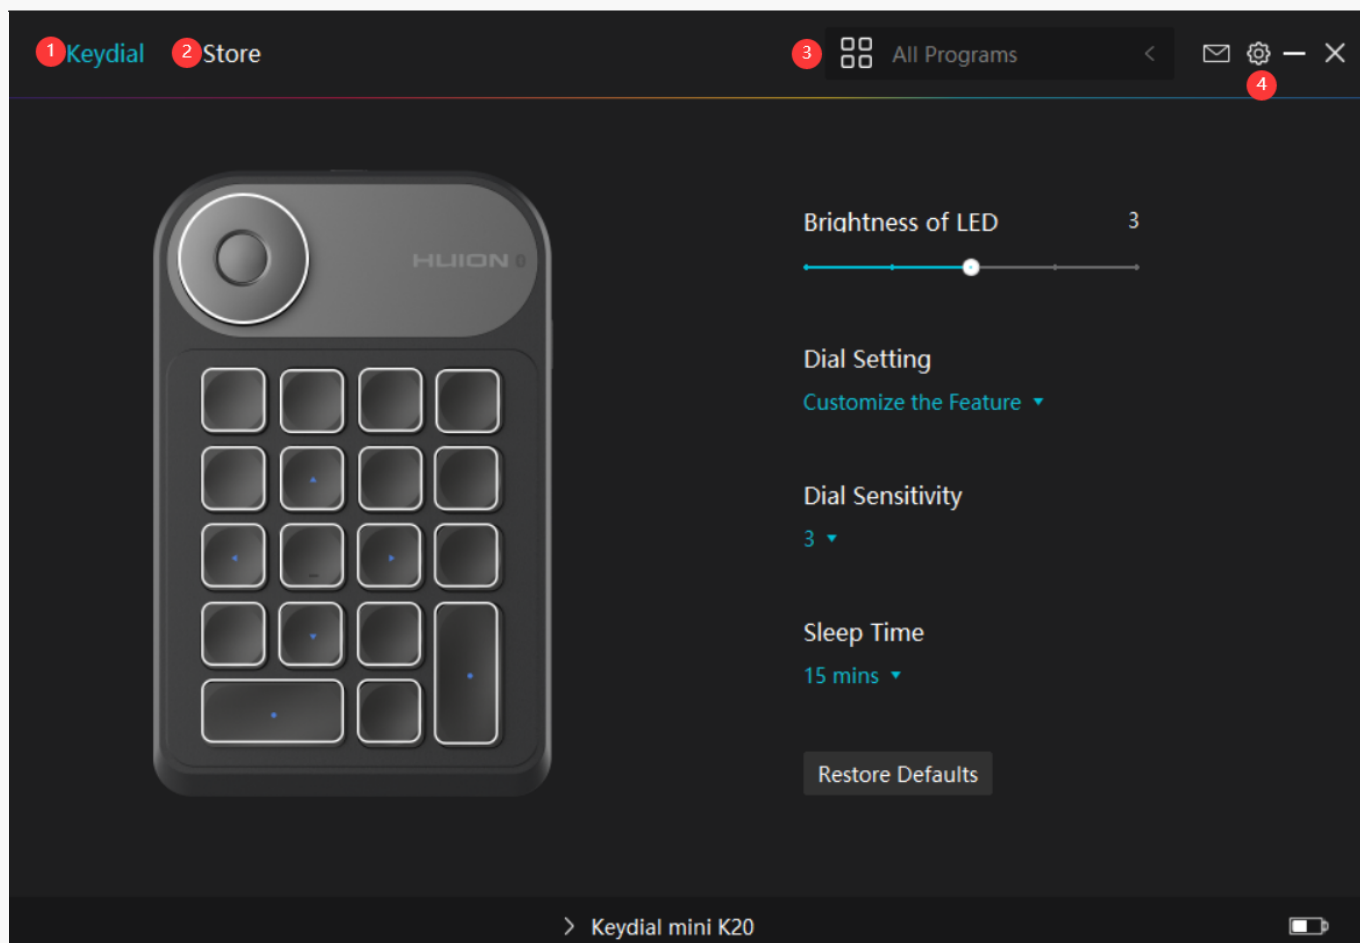 1 Keydial 2 Store 3 All Programs
4
HUION
Brightness of LED 3
Dial Setting
Customize the Feature
Dial Sensitivity
3
Sleep Time
15 mins
Restore Defaults
Keydial mini K20